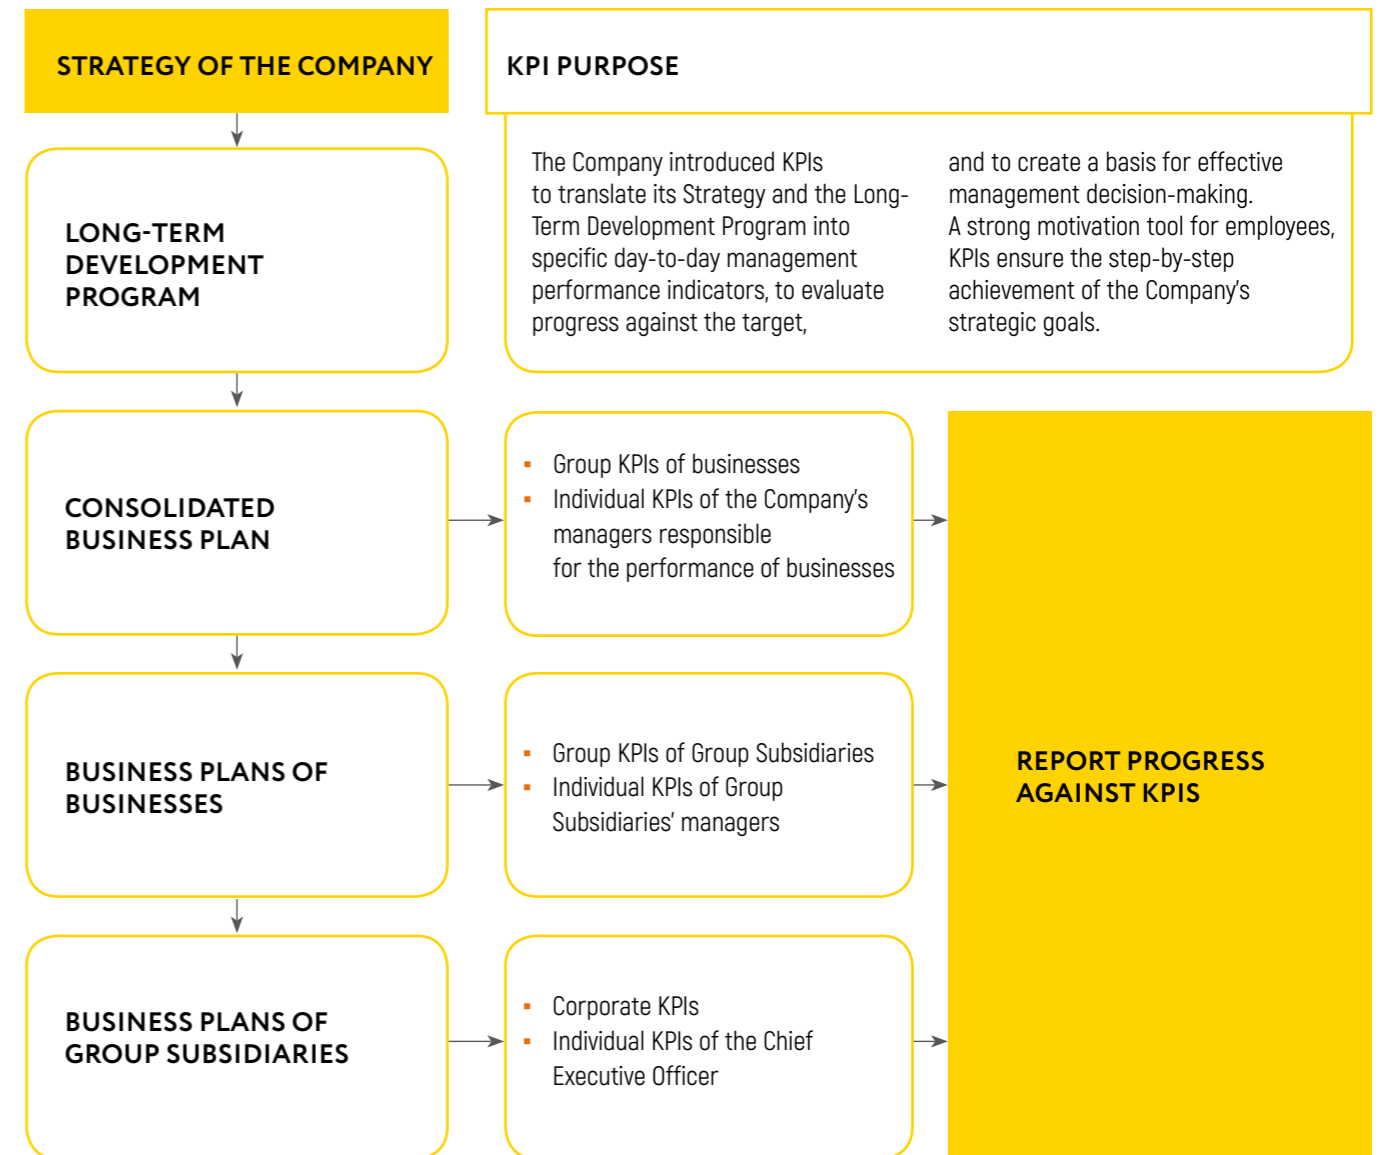 STRATEGY OF THE COMPANY
KPI PURPOSE
The Company introduced KPIs
to translate its Strategy and the Long-
Term Development Program into
specific day-to-day management
performance indicators, to evaluate
progress against the target,
and to create a basis for effective
management decision-making.
A strong motivation tool for employees,
KPIs ensure the step-by-step
achievement of the Company's
strategic goals.
LONG-TERM
DEVELOPMENT
PROGRAM
CONSOLIDATED
BUSINESS PLAN
▪ Group KPIs of businesses
▪ Individual KPIs of the Company's
managers responsible
for the performance of businesses
BUSINESS PLANS OF
BUSINESSES
▪ Group KPIs of Group Subsidiaries
▪ Individual KPIs of Group
Subsidiaries' managers
REPORT PROGRESS
AGAINST KPIS
BUSINESS PLANS OF
GROUP SUBSIDIARIES
▪ Corporate KPIs
▪ Individual KPIs of the Chief
Executive Officer